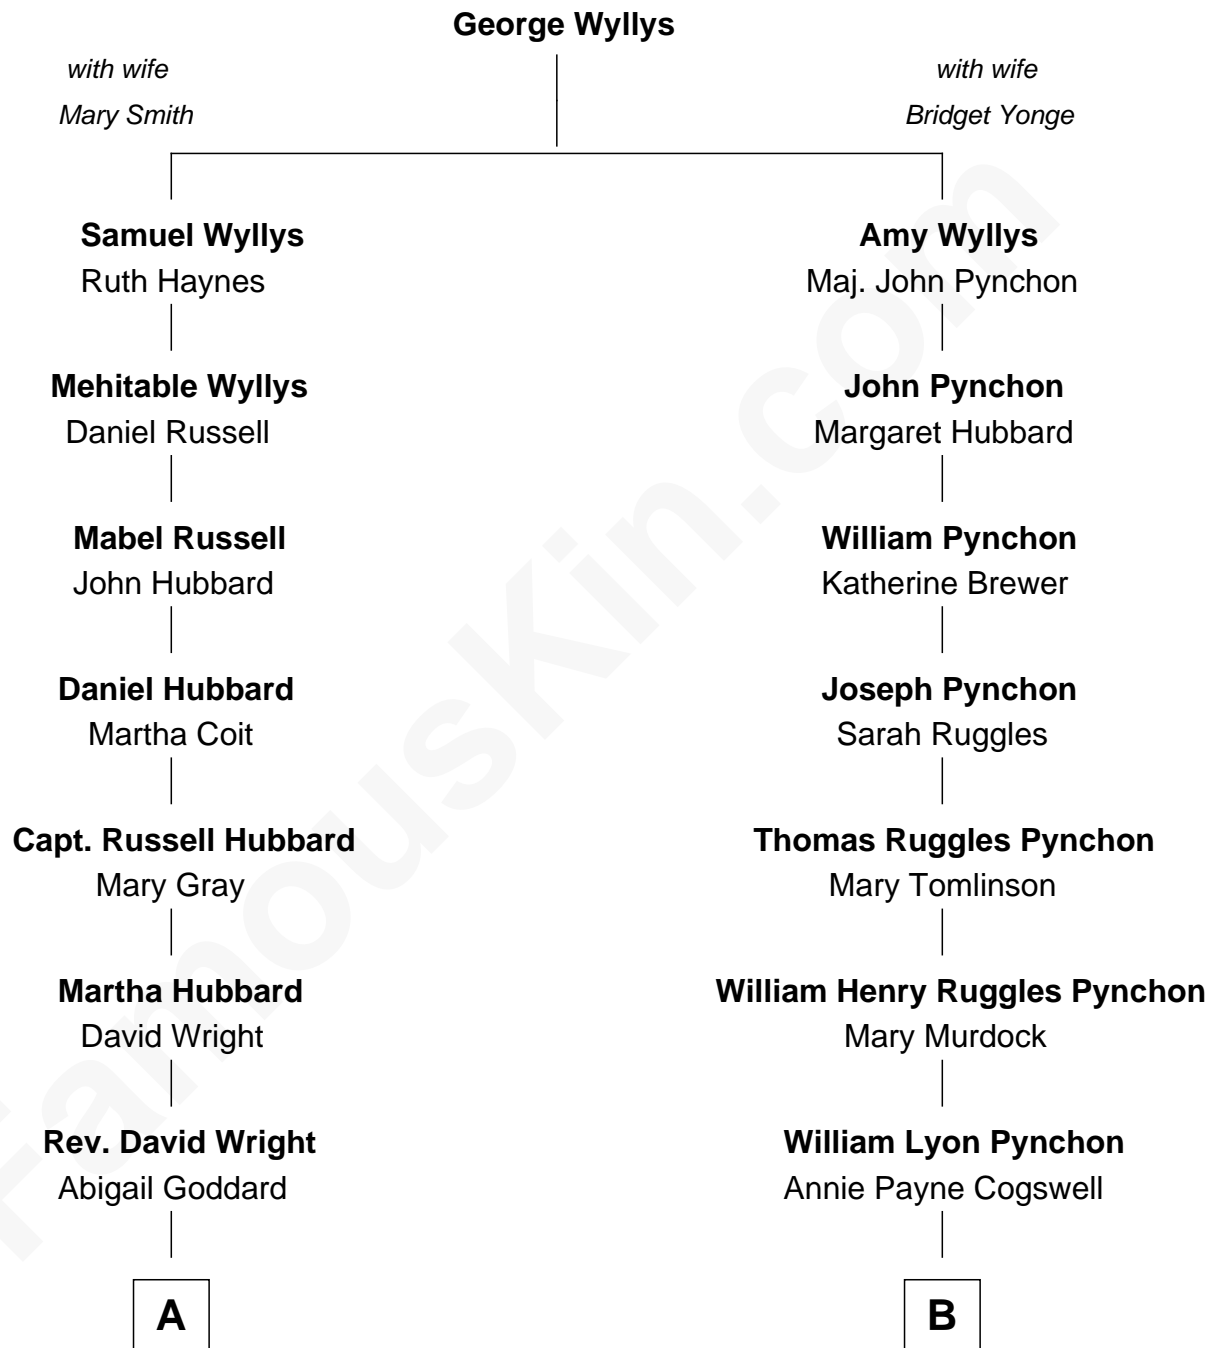 George Wyllys
with wife
Mary Smith
with wife
Bridget Yonge
Samuel Wyllys
Ruth Haynes
Amy Wyllys
Maj. John Pynchon
Mehitable Wyllys
Daniel Russell
John Pynchon
Margaret Hubbard
Mabel Russell
John Hubbard
William Pynchon
Katherine Brewer
Daniel Hubbard
Martha Coit
Joseph Pynchon
Sarah Ruggles
Capt. Russell Hubbard
Mary Gray
Thomas Ruggles Pynchon
Mary Tomlinson
Martha Hubbard
David Wright
William Henry Ruggles Pynchon
Mary Murdock
Rev. David Wright
Abigail Goddard
William Lyon Pynchon
Annie Payne Cogswell
A
B
FamousKin.com